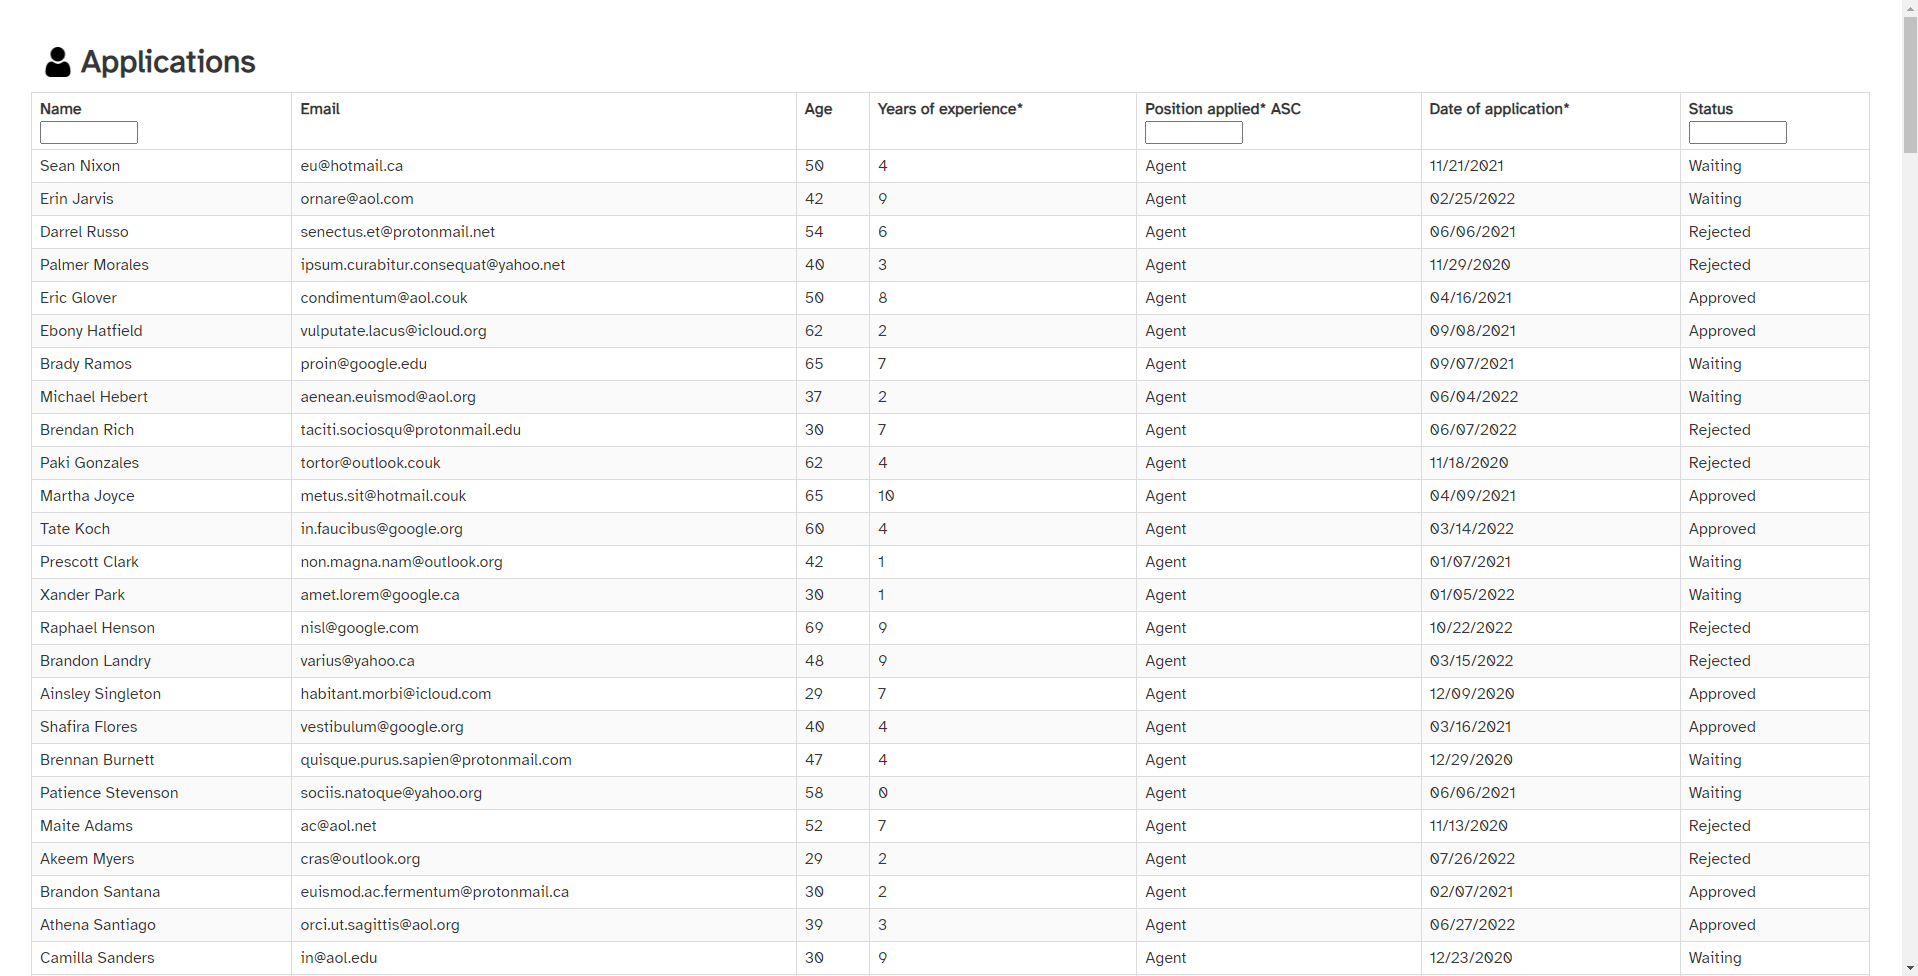 Applications
Name Email Age Years of experience* Position applied* ASC Date of application* Status
Sean Nixon eu@hotmail.ca 50 4 Agent 11/21/2021 Waiting
Erin Jarvis ornare@aol.com 42 9 Agent 02/25/2022 Waiting
Darrel Russo senectus.et@protonmail.net 54 6 Agent 06/06/2021 Rejected
Palmer Morales ipsum.curabitur.consequat@yahoo.net 40 3 Agent 11/29/2020 Rejected
Eric Glover condimentum@aol.couk 50 8 Agent 04/16/2021 Approved
Ebony Hatfield vulputate.lacus@icloud.org 62 2 Agent 09/08/2021 Approved
Brady Ramos proin@google.edu 65 7 Agent 09/07/2021 Waiting
Michael Hebert aenean.euismod@aol.org 37 2 Agent 06/04/2022 Waiting
Brendan Rich taciti.sociosqu@protonmail.edu 30 7 Agent 06/07/2022 Rejected
Paki Gonzales tortor@outlook.couk 62 4 Agent 11/18/2020 Rejected
Martha Joyce metus.sit@hotmail.couk 65 10 Agent 04/09/2021 Approved
Tate Koch in.faucibus@google.org 60 4 Agent 03/14/2022 Approved
Prescott Clark non.magna.nam@outlook.org 42 1 Agent 01/07/2021 Waiting
Xander Park amet.lorem@google.ca 30 1 Agent 01/05/2022 Waiting
Raphael Henson nisl@google.com 69 9 Agent 10/22/2022 Rejected
Brandon Landry varius@yahoo.ca 48 9 Agent 03/15/2022 Rejected
Ainsley Singleton habitant.morbi@icloud.com 29 7 Agent 12/09/2020 Approved
Shafira Flores vestibulum@google.org 40 4 Agent 03/16/2021 Approved
Brennan Burnett quisque.purus.sapien@protonmail.com 47 4 Agent 12/29/2020 Waiting
Patience Stevenson sociis.natoque@yahoo.org 58 0 Agent 06/06/2021 Waiting
Maite Adams ac@aol.net 52 7 Agent 11/13/2020 Rejected
Akeem Myers cras@outlook.org 29 2 Agent 07/26/2022 Rejected
Brandon Santana euismod.ac.fermentum@protonmail.ca 30 2 Agent 02/07/2021 Approved
Athena Santiago orci.ut.sagittis@aol.org 39 3 Agent 06/27/2022 Approved
Camilla Sanders in@aol.edu 30 9 Agent 12/23/2020 Waiting